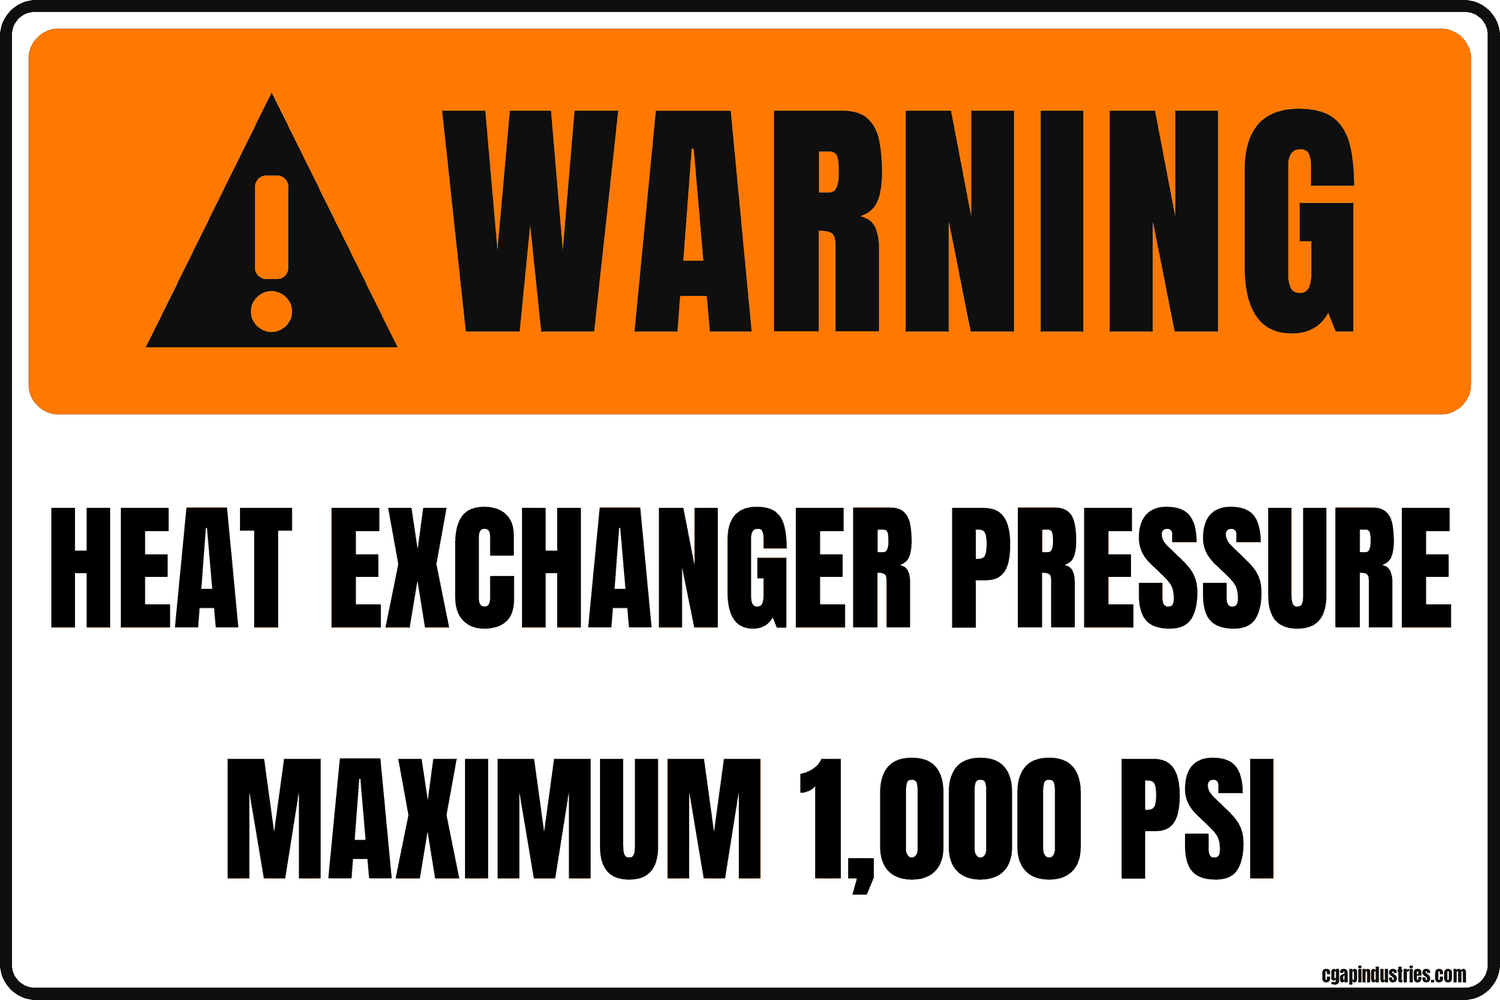 WARNING
HEAT EXCHANGER PRESSURE
MAXIMUM 1,000 PSI
cgapindustries.com